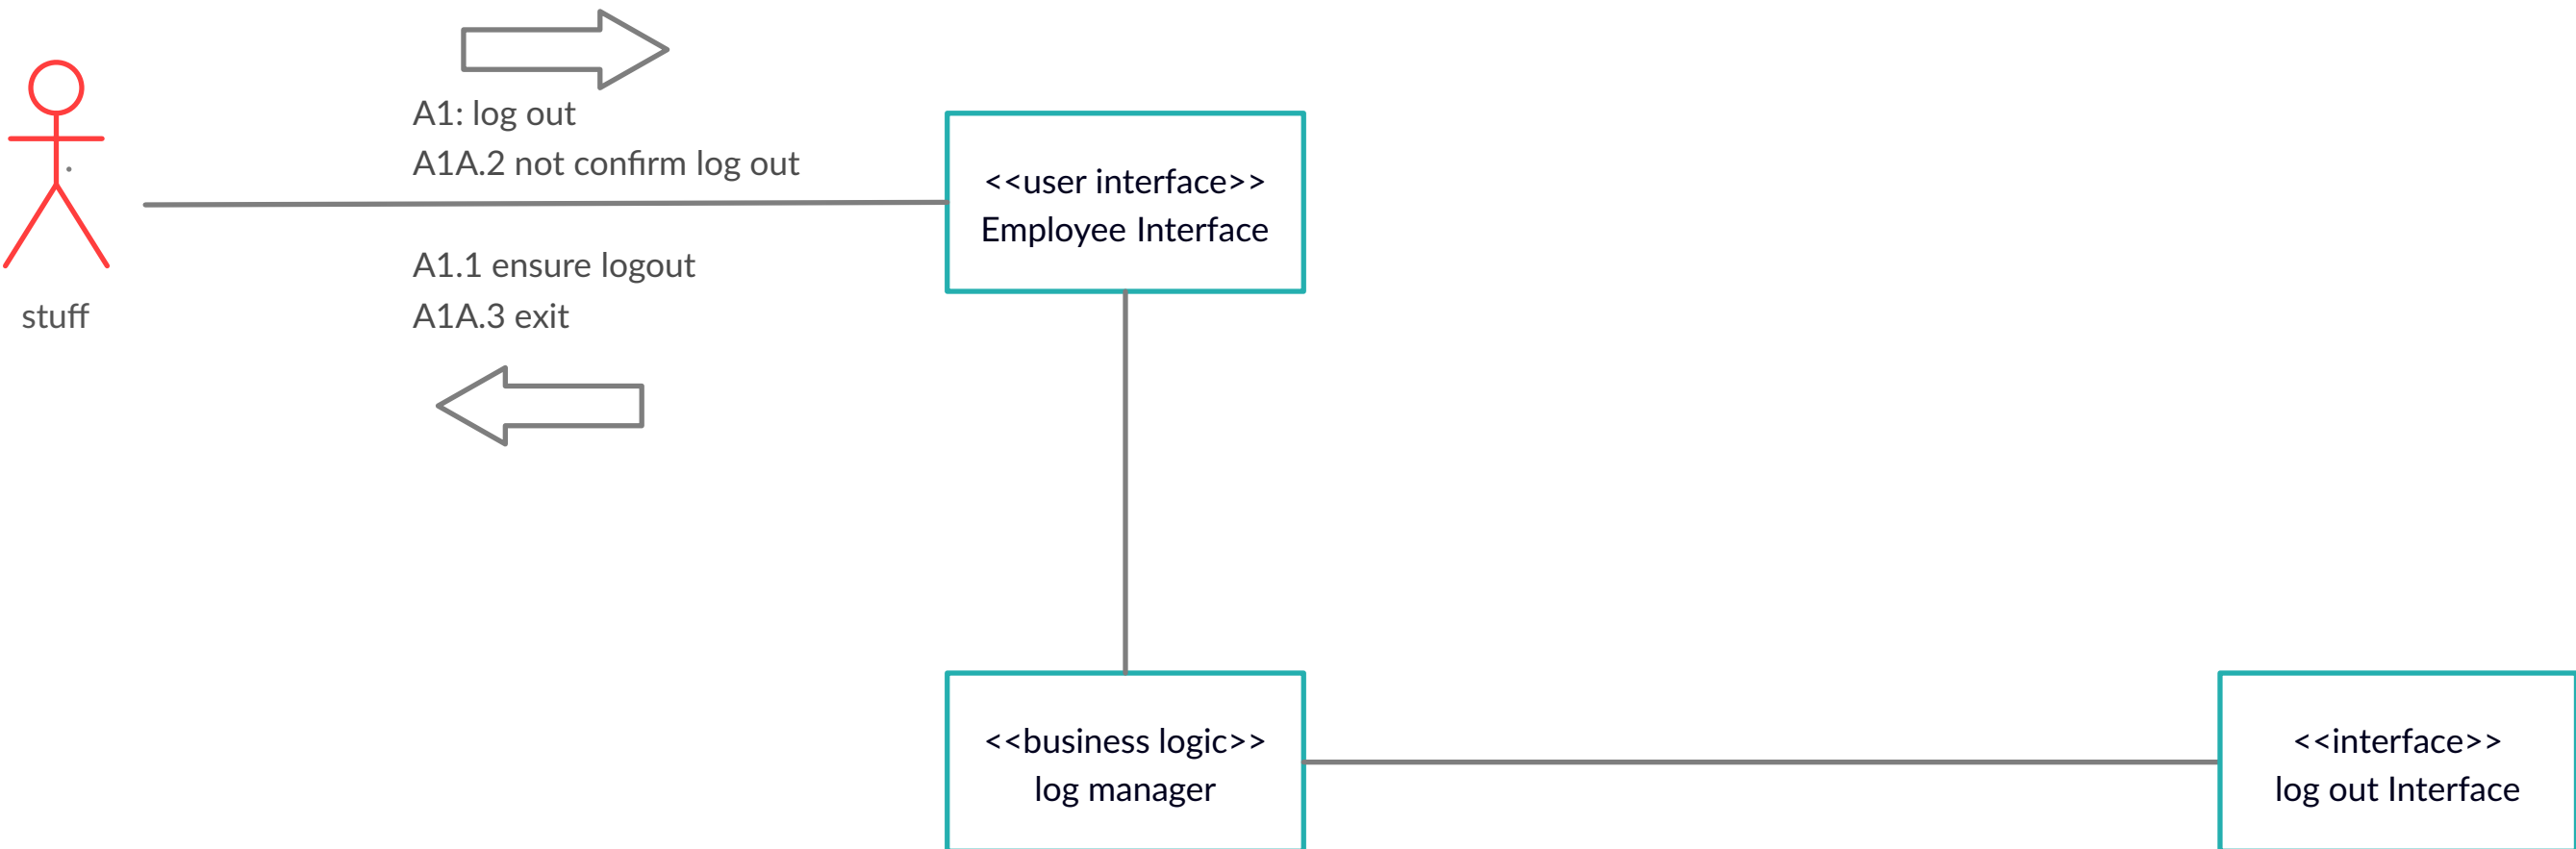 A1: log out
A1A.2 not confirm log out
<<user interface>>
Employee Interface
A1.1 ensure logout
A1A.3 exit
stuff
<<business logic>>
log manager
<<interface>>
log out Interface